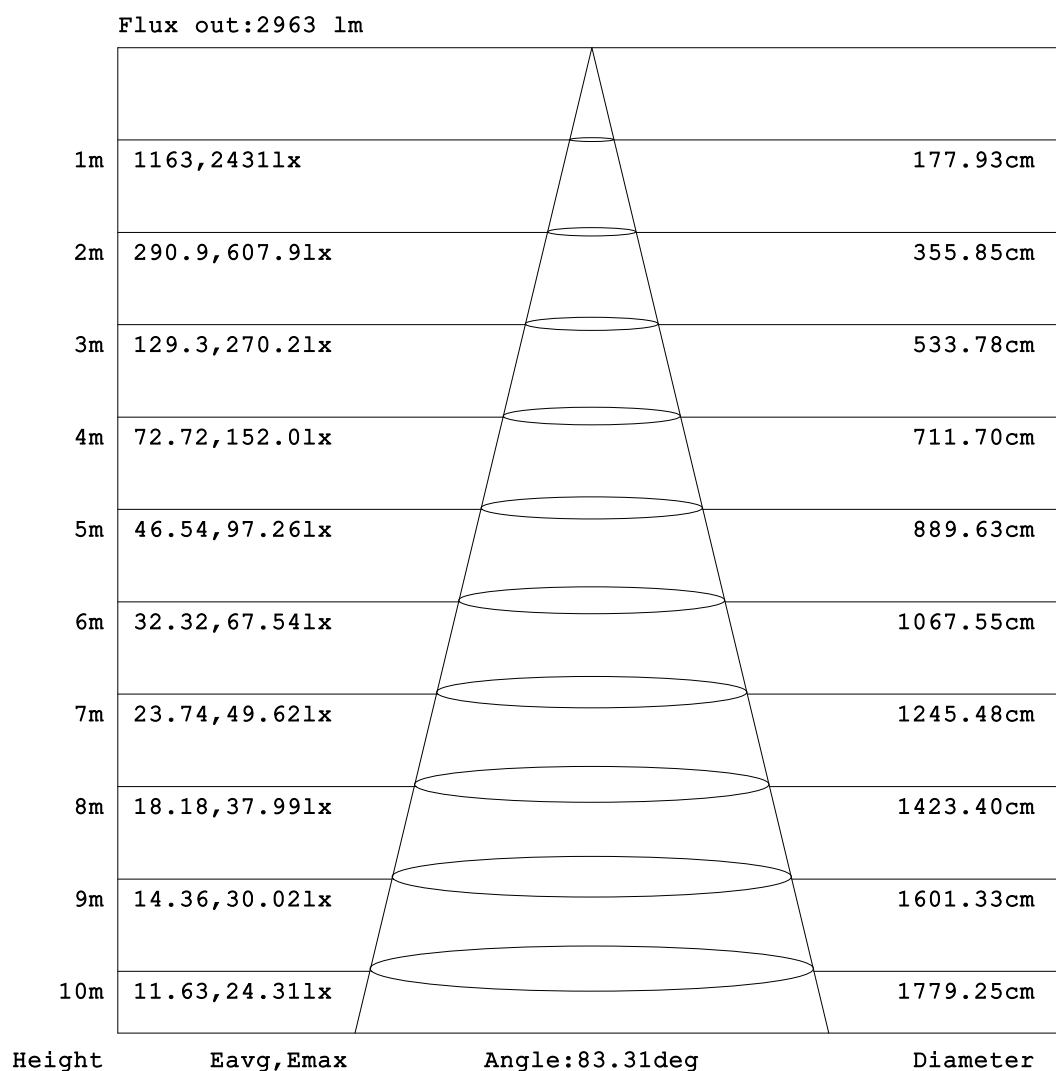 Flux out:2963 lm
1m 1163,2431lx 177.93cm
2m 290.9,607.9lx 355.85cm
3m 129.3,270.2lx 533.78cm
4m 72.72,152.0lx 711.70cm
5m 46.54,97.26lx 889.63cm
6m 32.32,67.54lx 1067.55cm
7m 23.74,49.62lx 1245.48cm
8m 18.18,37.99lx 1423.40cm
9m 14.36,30.02lx 1601.33cm
10m 11.63,24.31lx 1779.25cm
Height Eavg,Emax Angle:83.31deg Diameter